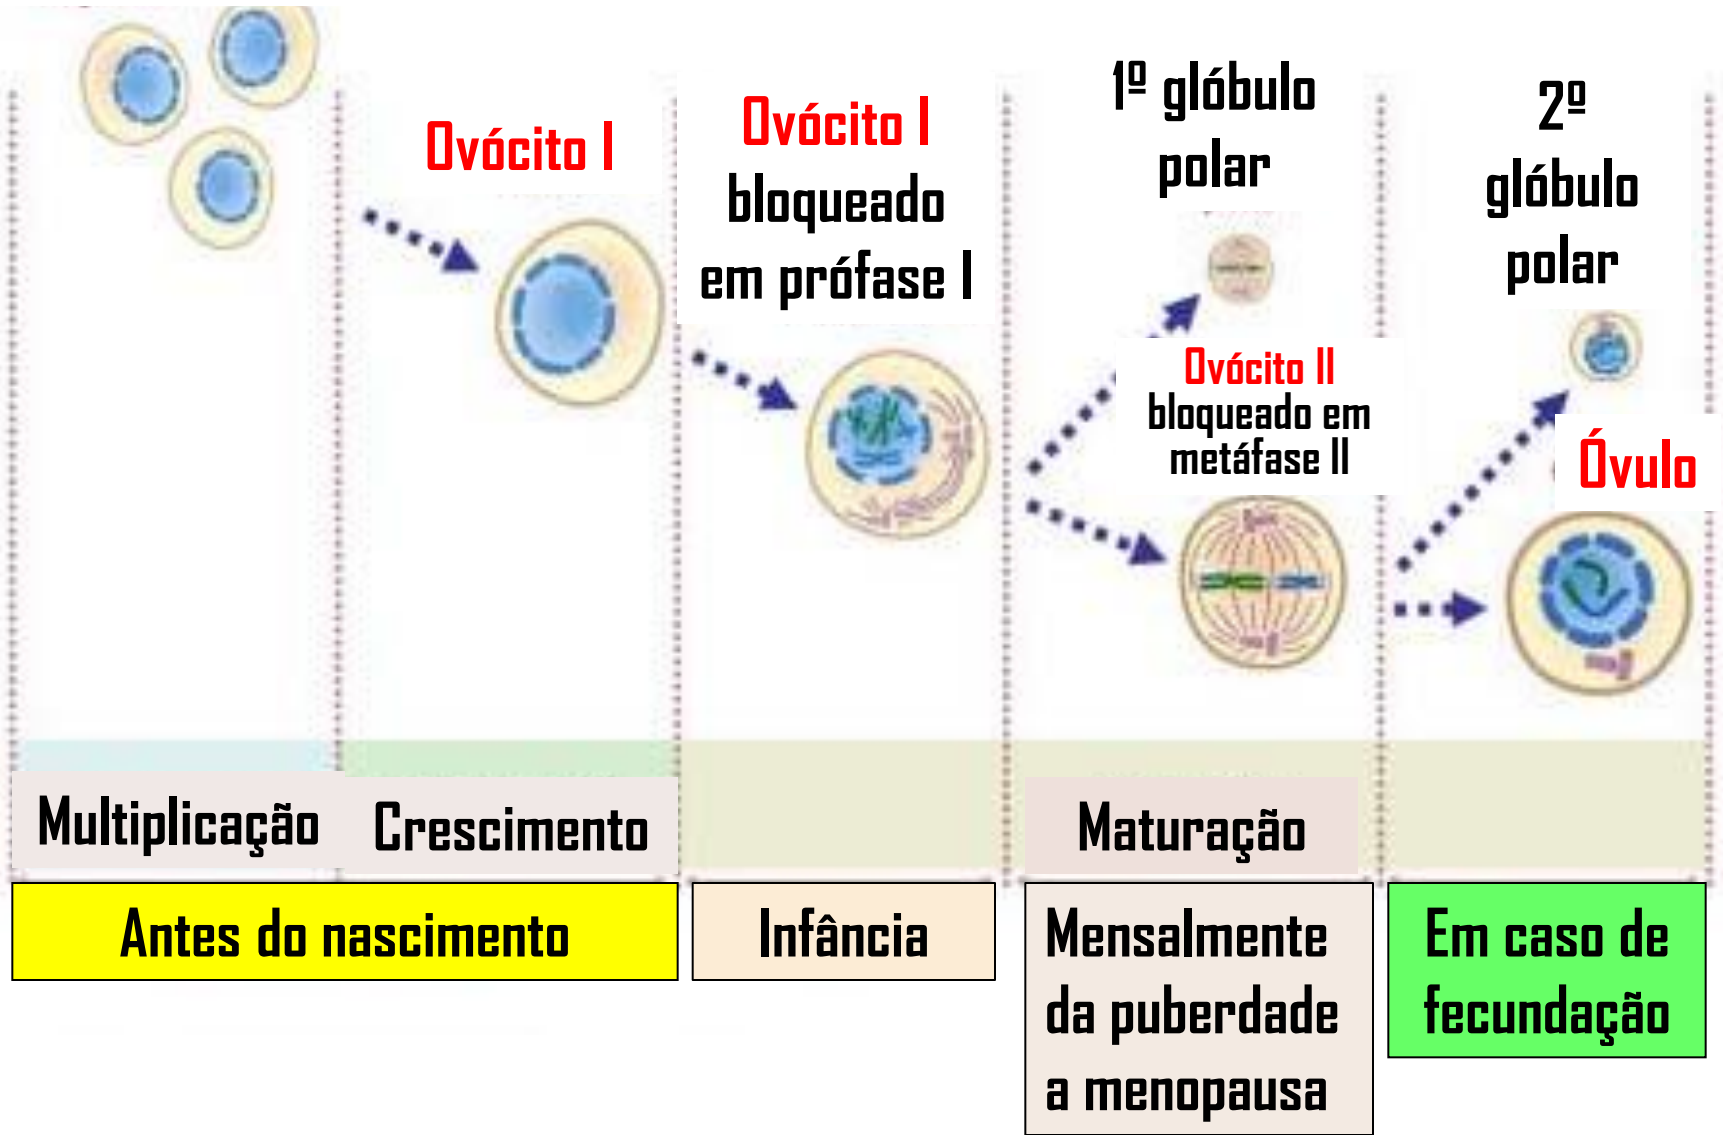 Ovócito I
Ovócito I
bloqueado
em prófase I
1º glóbulo
polar
Ovócito II
bloqueado em
metáfase II
2º
glóbulo
polar
Óvulo
Multiplicação
Crescimento
Maturação
Antes do nascimento
Infância
Mensalmente
da puberdade
a menopausa
Em caso de
fecundação